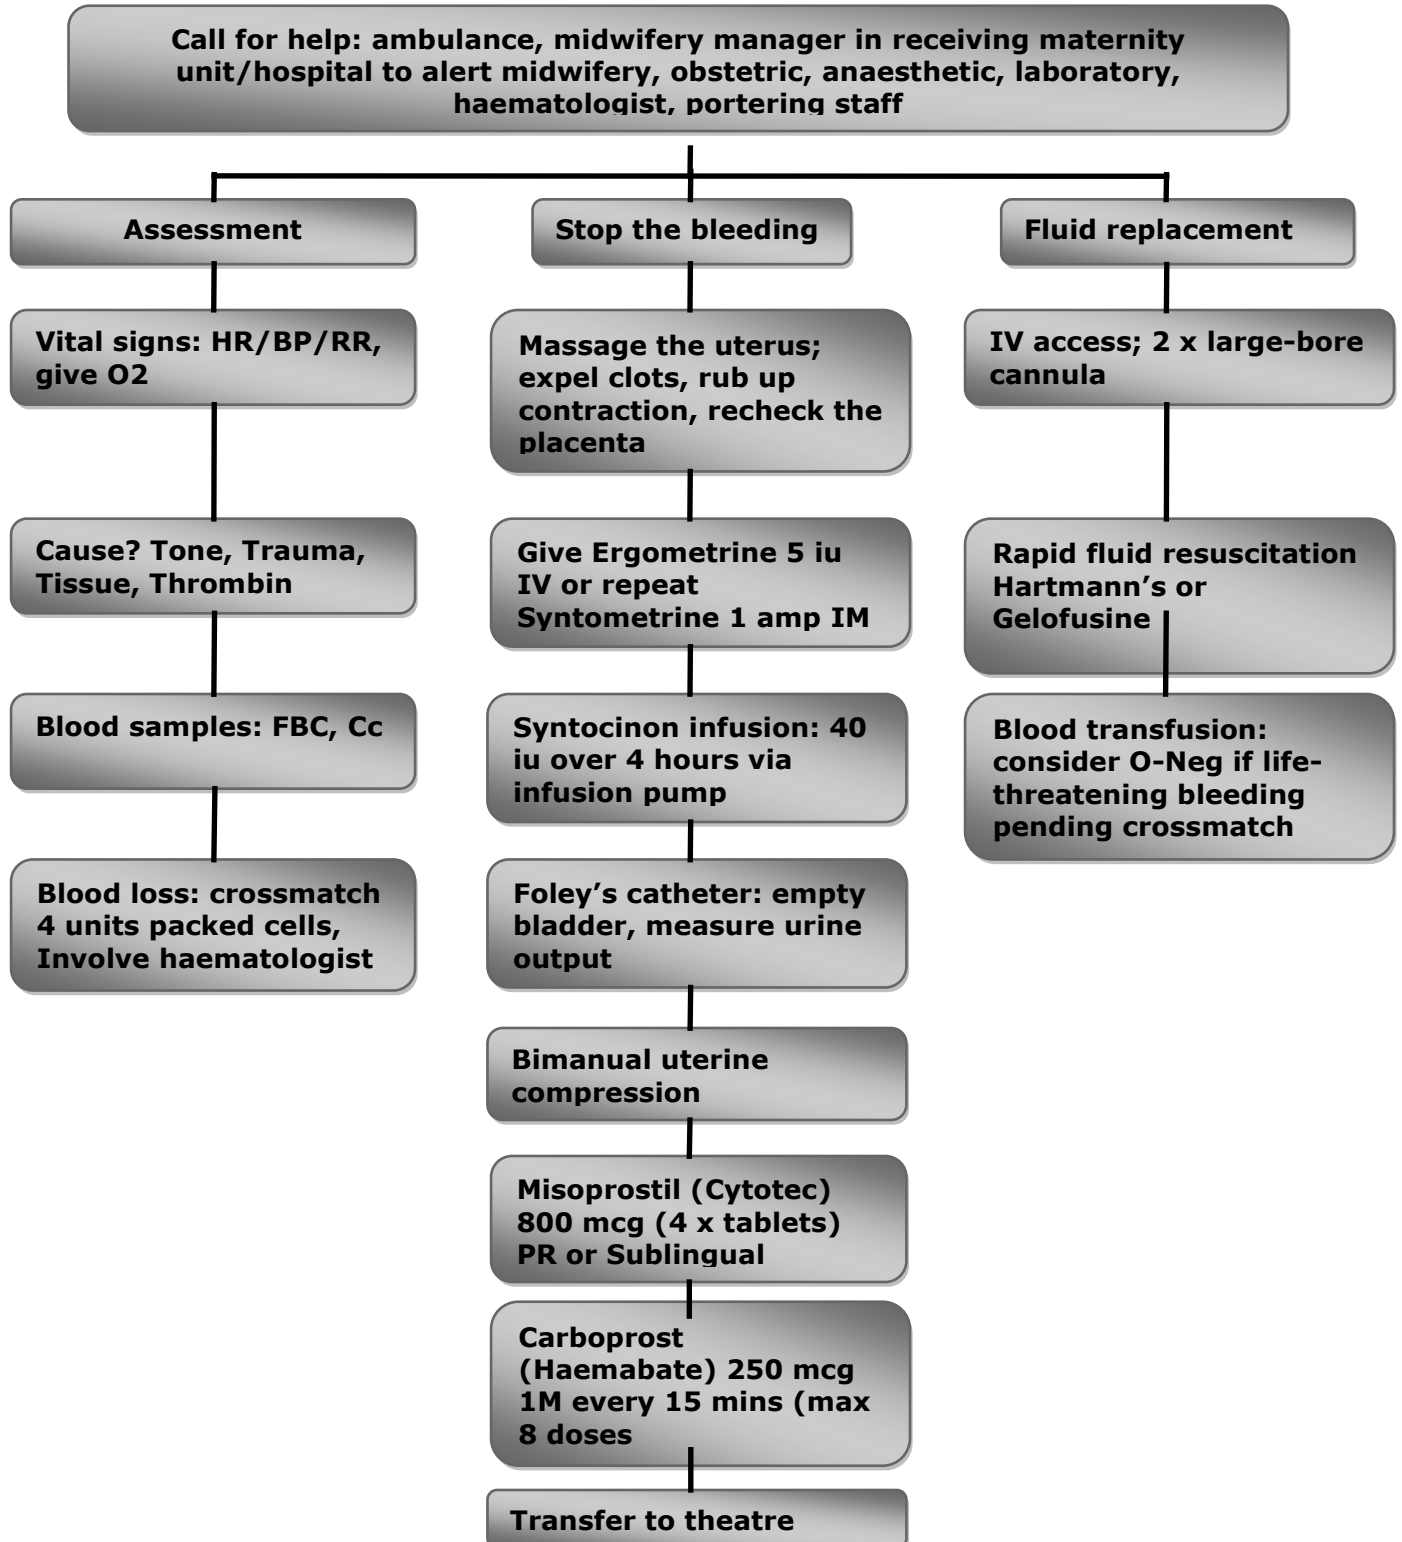 Call for help: ambulance, midwifery manager in receiving maternity
unit/hospital to alert midwifery, obstetric, anaesthetic, laboratory,
haematologist, portering staff
Assessment
Vital signs: HR/BP/RR,
give O2
Cause? Tone, Trauma,
Tissue, Thrombin
Blood samples: FBC, Cc
Blood loss: crossmatch
4 units packed cells,
Involve haematologist
Stop the bleeding
Massage the uterus;
expel clots, rub up
contraction, recheck the
placenta
Give Ergometrine 5 iu
IV or repeat
Syntometrine 1 amp IM
Syntocinon infusion: 40
iu over 4 hours via
infusion pump
Foley’s catheter: empty
bladder, measure urine
output
Bimanual uterine
compression
Misoprostil (Cytotec)
800 mcg (4 x tablets)
PR or Sublingual
Carboprost
(Haemabate) 250 mcg
1M every 15 mins (max
8 doses
Transfer to theatre
Fluid replacement
IV access; 2 x large-bore
cannula
Rapid fluid resuscitation
Hartmann’s or
Gelofusine
Blood transfusion:
consider O-Neg if life-
threatening bleeding
pending crossmatch